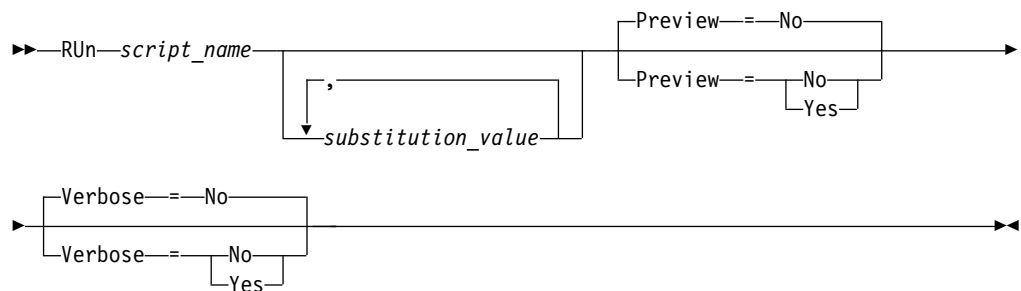 Preview = No
RUn script_name
Preview = No
Yes
,
substitution_value
Verbose = No
Verbose = No
Yes